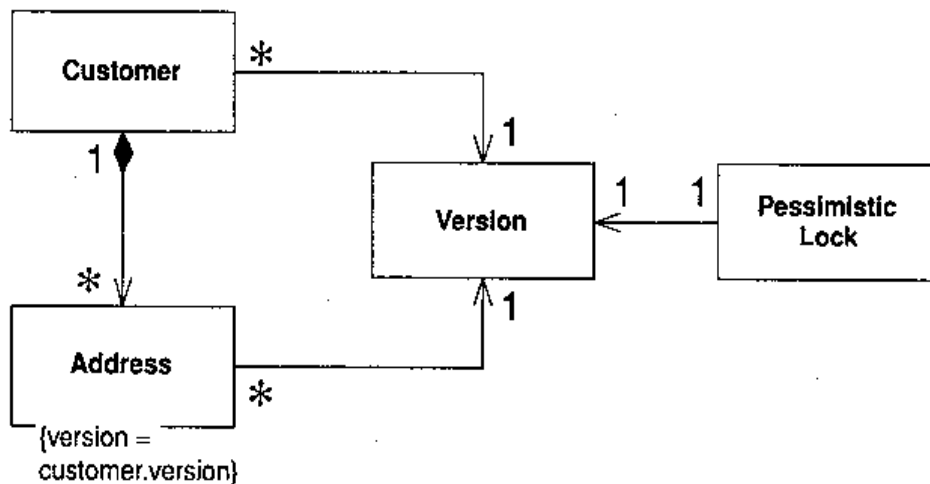 Customer
*
1
1
Version
1
1
Pessimistic
Lock
*
Address
1
*
{version =
customer.version}